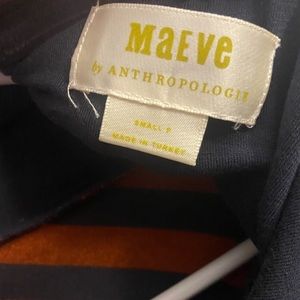 MaEve
by ANTHROPOLOGIE
SMALL P
MADE IN TURKEY